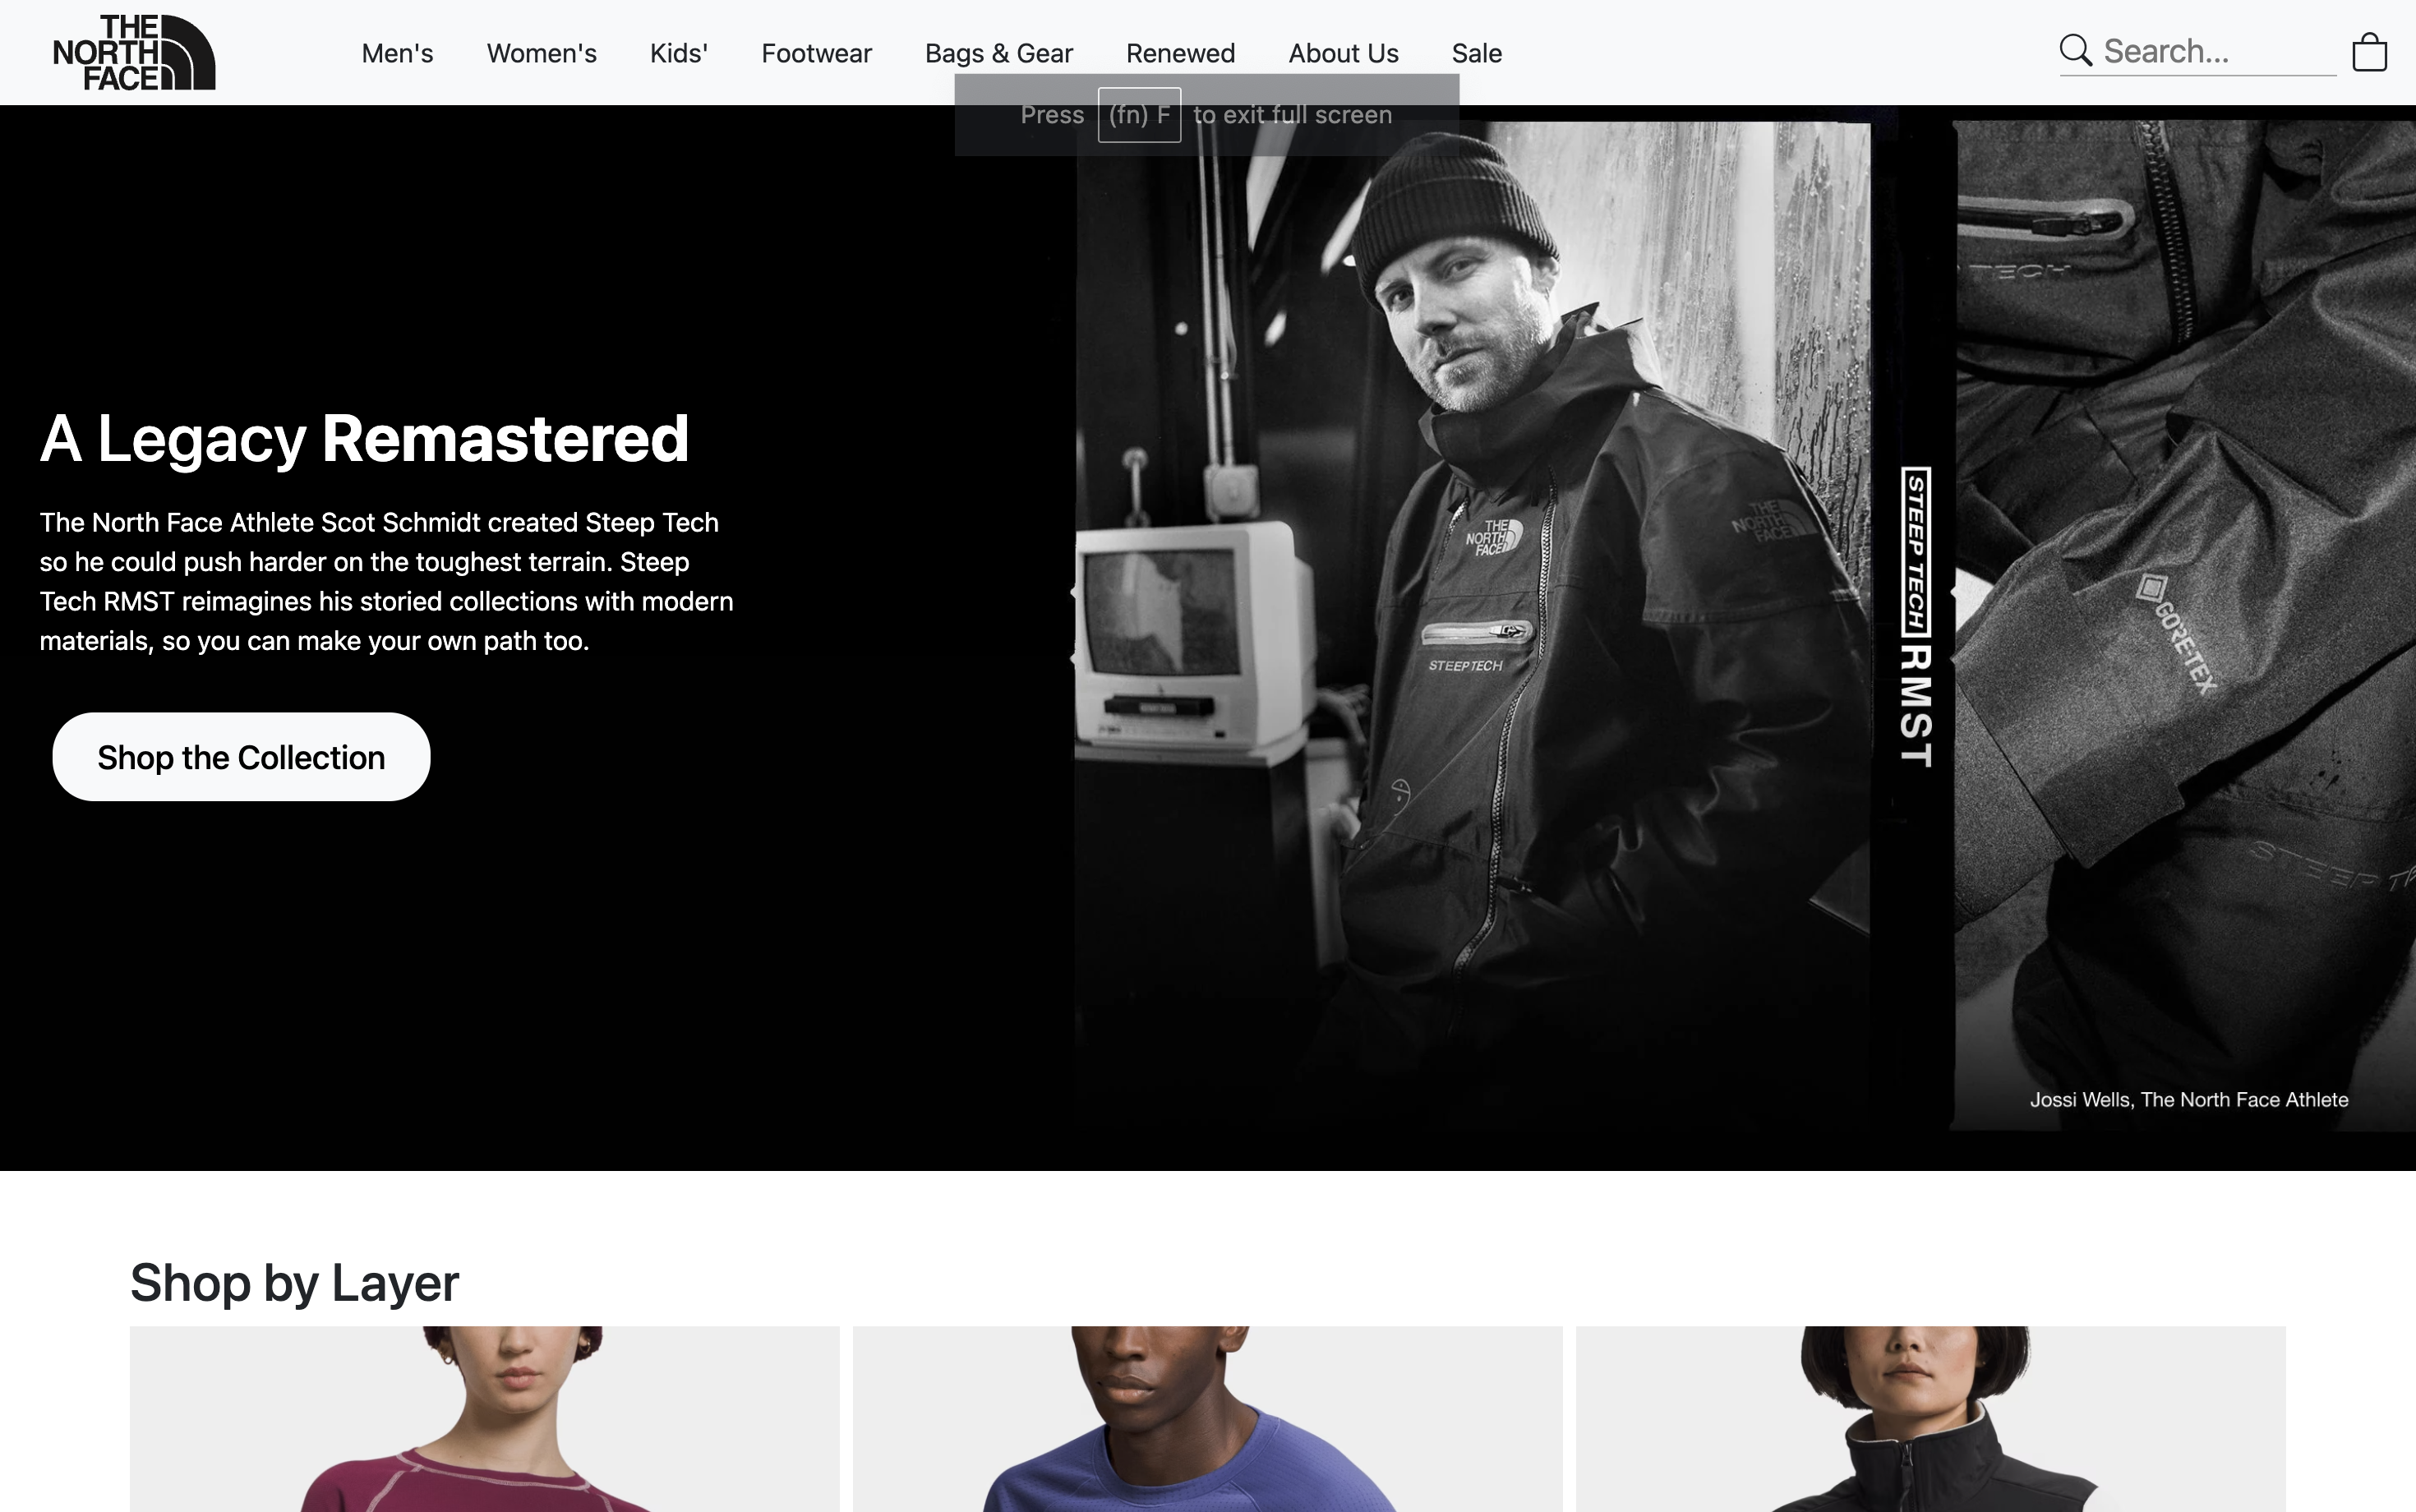 THE
NORTH
FACE
Men's
Women's
Kids'
Footwear
Bags & Gear
Renewed
About Us
Sale
Search...
Press (fn) F to exit full screen
A Legacy Remastered
The North Face Athlete Scot Schmidt created Steep Tech
so he could push harder on the toughest terrain. Steep
Tech RMST reimagines his storied collections with modern
materials, so you can make your own path too.
Shop the Collection
THE
NORTH
FACE
STEEP TECH
THE
NORTH
FACE
STEEP TECH RMST
TECH
GORE-TEX
STEEP
Jossi Wells, The North Face Athlete
Shop by Layer